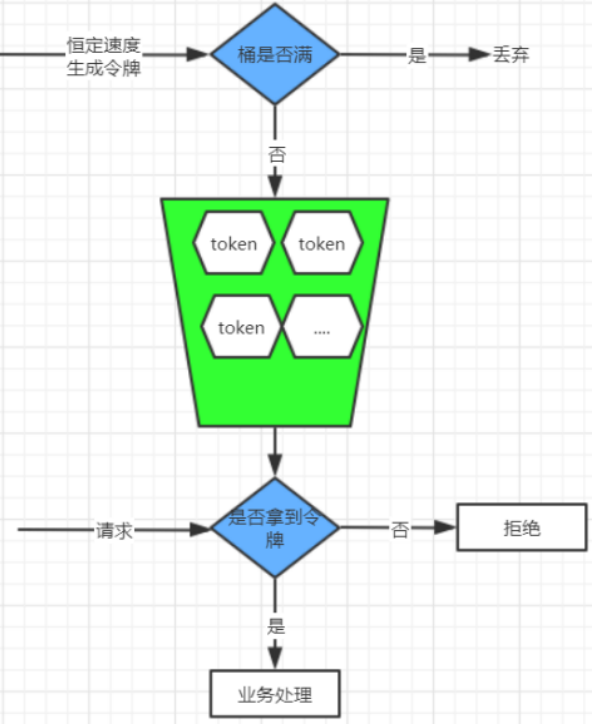 恒定速度
生成令牌
桶是否满
是
丢弃
否
token
token
token
....
请求
是否拿到令
牌
否
拒绝
是
业务处理